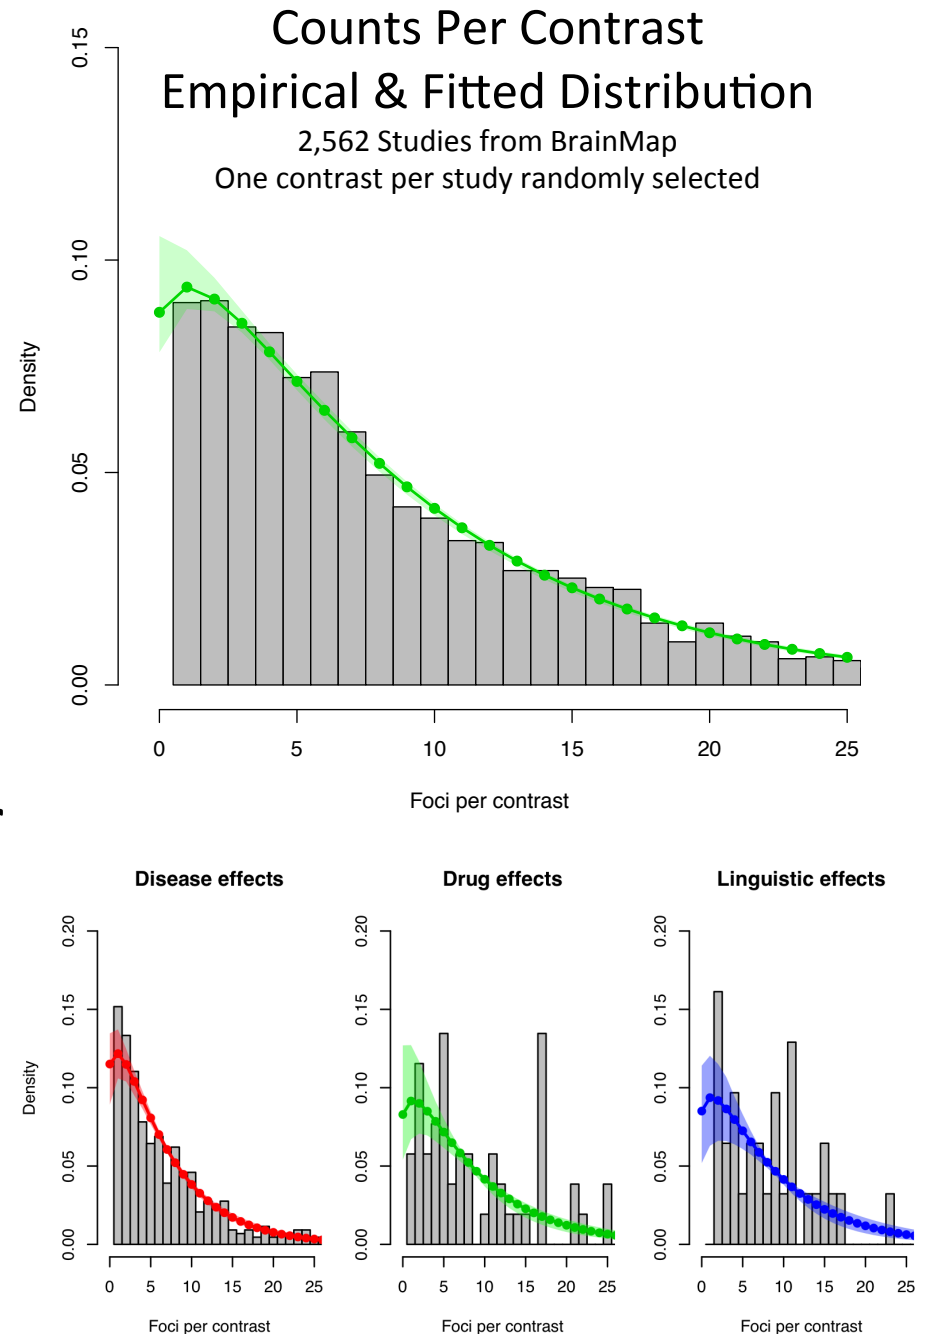 Counts Per Contrast
Empirical & Fitted Distribution
2,562 Studies from BrainMap
One contrast per study randomly selected
Density
0.15
0.10
0.05
0.00
0 5 10 15 20 25
Foci per contrast
Disease effects
Density
0.20
0.15
0.10
0.05
0.00
0 5 10 15 20 25
Foci per contrast
Drug effects
0.20
0.15
0.10
0.05
0.00
0 5 10 15 20 25
Foci per contrast
Linguistic effects
0.20
0.15
0.10
0.05
0.00
0 5 10 15 20 25
Foci per contrast